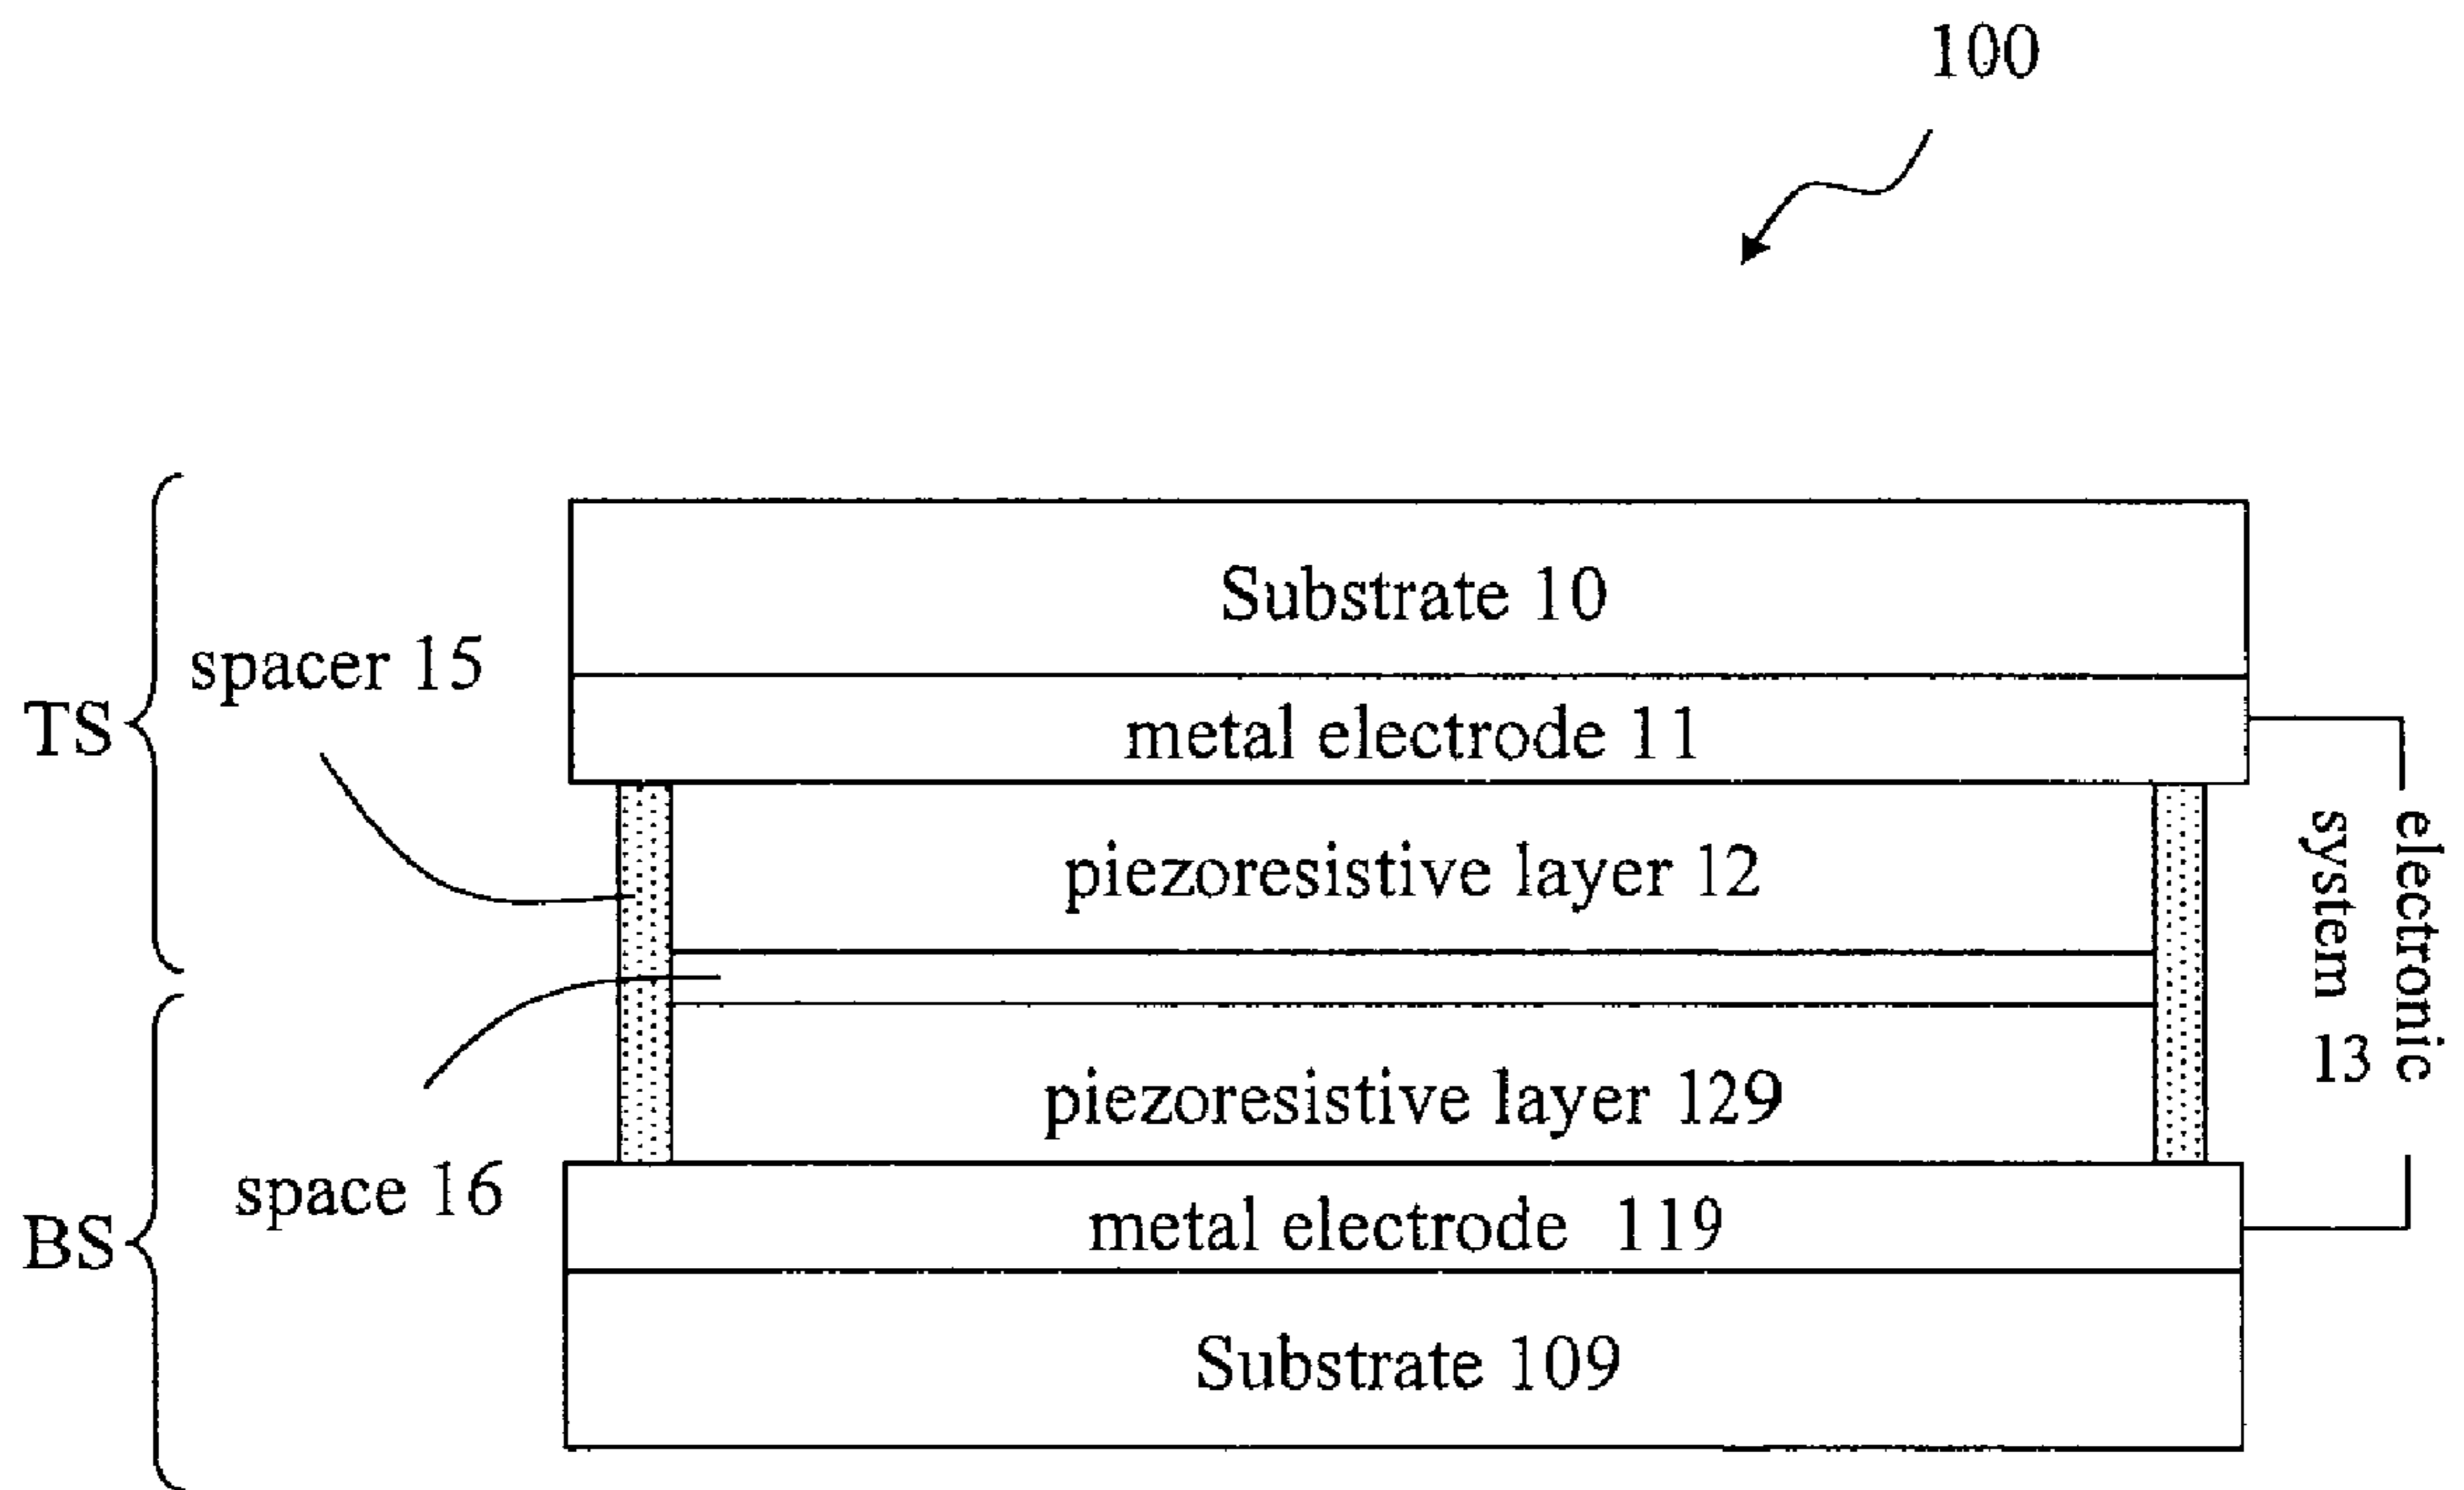 100
Substrate 10
spacer 15
TS
metal electrode 11
piezoresistive layer 12
electronic
system 13
piezoresistive layer 129
space 16
BS
metal electrode 119
Substrate 109